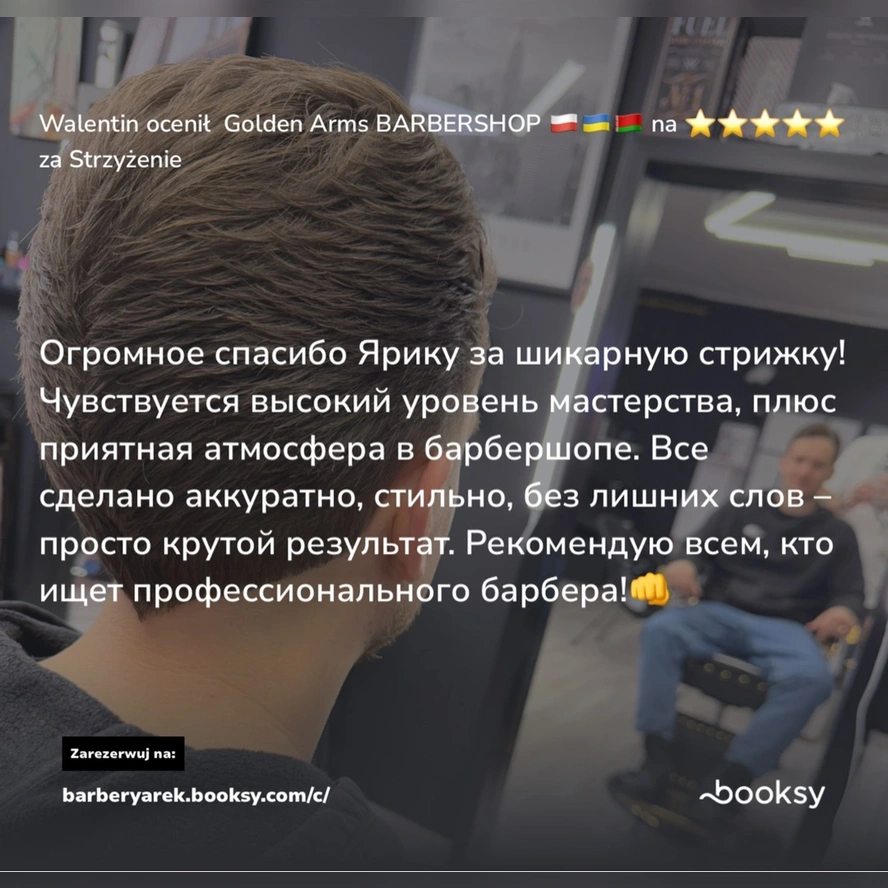 Walentin ocenił Golden Arms BARBERSHOP 🇵🇱🇺🇦🇧🇾 na ⭐⭐⭐⭐⭐
za Strzyżenie
Огромное спасибо Ярику за шикарную стрижку!
Чувствуется высокий уровень мастерства, плюс
приятная атмосфера в барбершопе. Все
сделано аккуратно, стильно, без лишних слов –
просто крутой результат. Рекомендую всем, кто
ищет профессионального барбера!👊
Zarezerwuj na:
barberyarek.booksy.com/c/
booksy